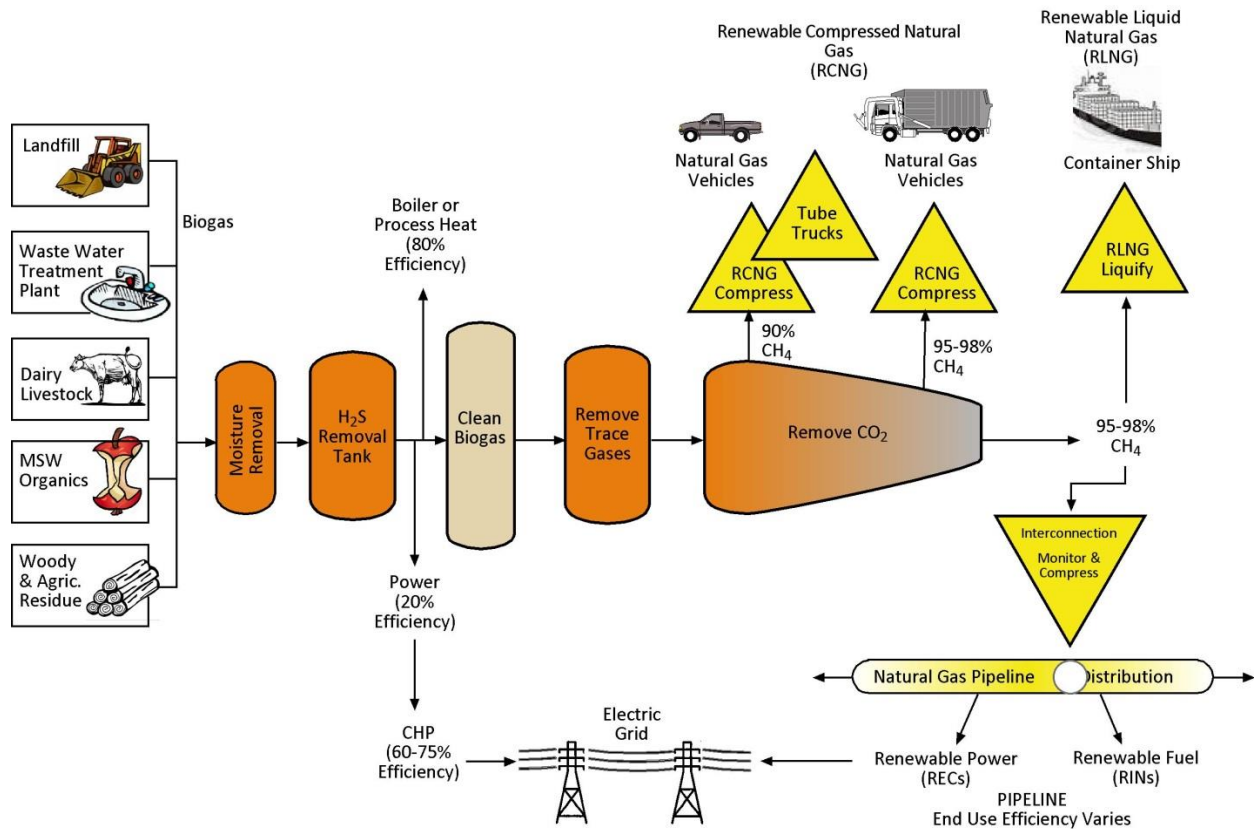 Renewable Compressed Natural
Gas
(RCNG)
Renewable Liquid
Natural Gas
(RLNG)
Natural Gas
Vehicles
Natural Gas
Vehicles
Container Ship
Landfill
Biogas
Waste Water
Treatment
Plant
Dairy
Livestock
MSW
Organics
Woody
& Agric.
Residue
Moisture
Removal
H₂S
Removal
Tank
Boiler or
Process Heat
(80%
Efficiency)
Clean
Biogas
Remove
Trace
Gases
Remove CO₂
RCNG
Compress
Tube
Trucks
RCNG
Compress
RLNG
Liquify
90%
CH₄
95-98%
CH₄
95-98%
CH₄
Interconnection
Monitor &
Compress
Power
(20%
Efficiency)
CHP
(60-75%
Efficiency)
Electric
Grid
Natural Gas Pipeline
Renewable Power
(RECs)
Renewable Fuel
(RINs)
PIPELINE
End Use Efficiency Varies